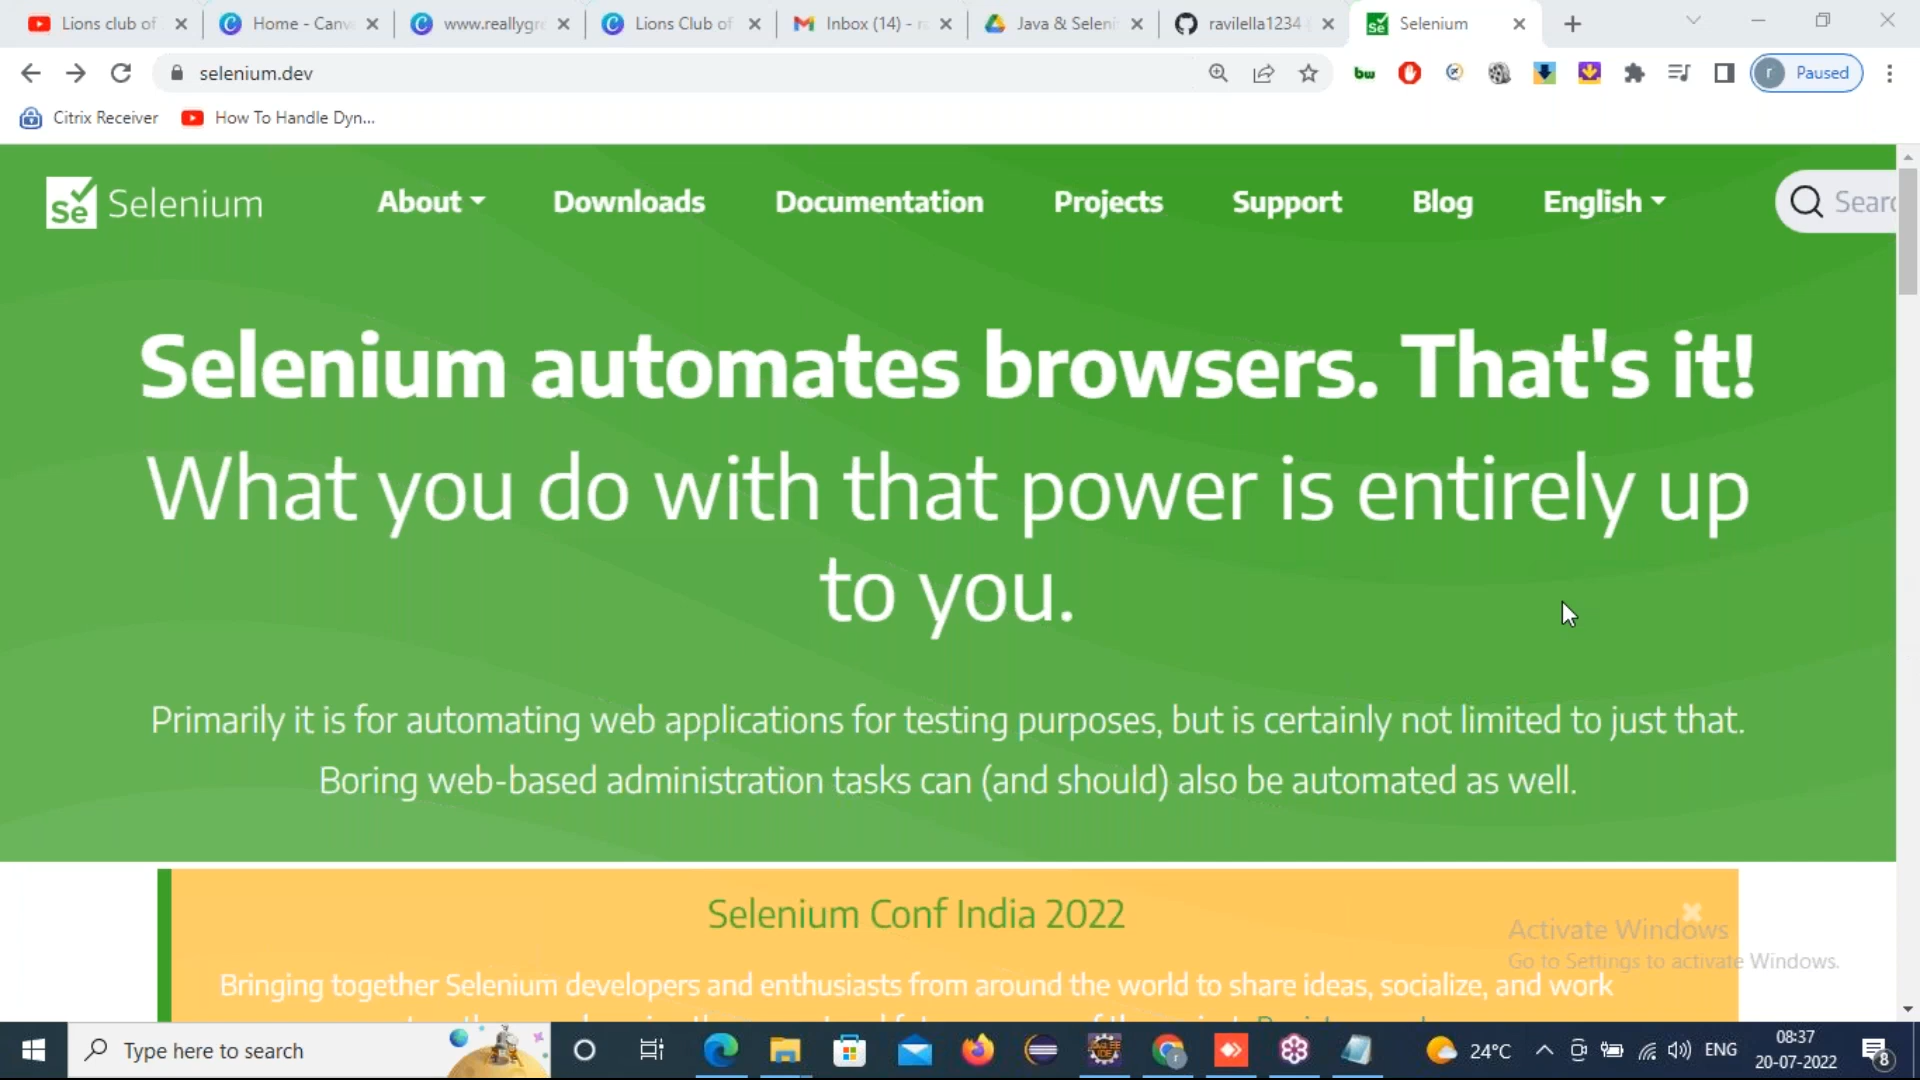 Lions club of
Home - Canv
www.reallygr
Lions Club of
Inbox (14) - r
Java & Seleni
ravilella1234
Selenium
selenium.dev
bw
r
Paused
Citrix Receiver
How To Handle Dyn...
Se
Selenium
About
Downloads
Documentation
Projects
Support
Blog
English
Searc
Selenium automates browsers. That's it!
What you do with that power is entirely up
to you.
Primarily it is for automating web applications for testing purposes, but is certainly not limited to just that.
Boring web-based administration tasks can (and should) also be automated as well.
Selenium Conf India 2022
Activate Windows
Go to Settings to activate Windows.
Bringing together Selenium developers and enthusiasts from around the world to share ideas, socialize, and work
Type here to search
24°C
ENG
08:37
20-07-2022
8